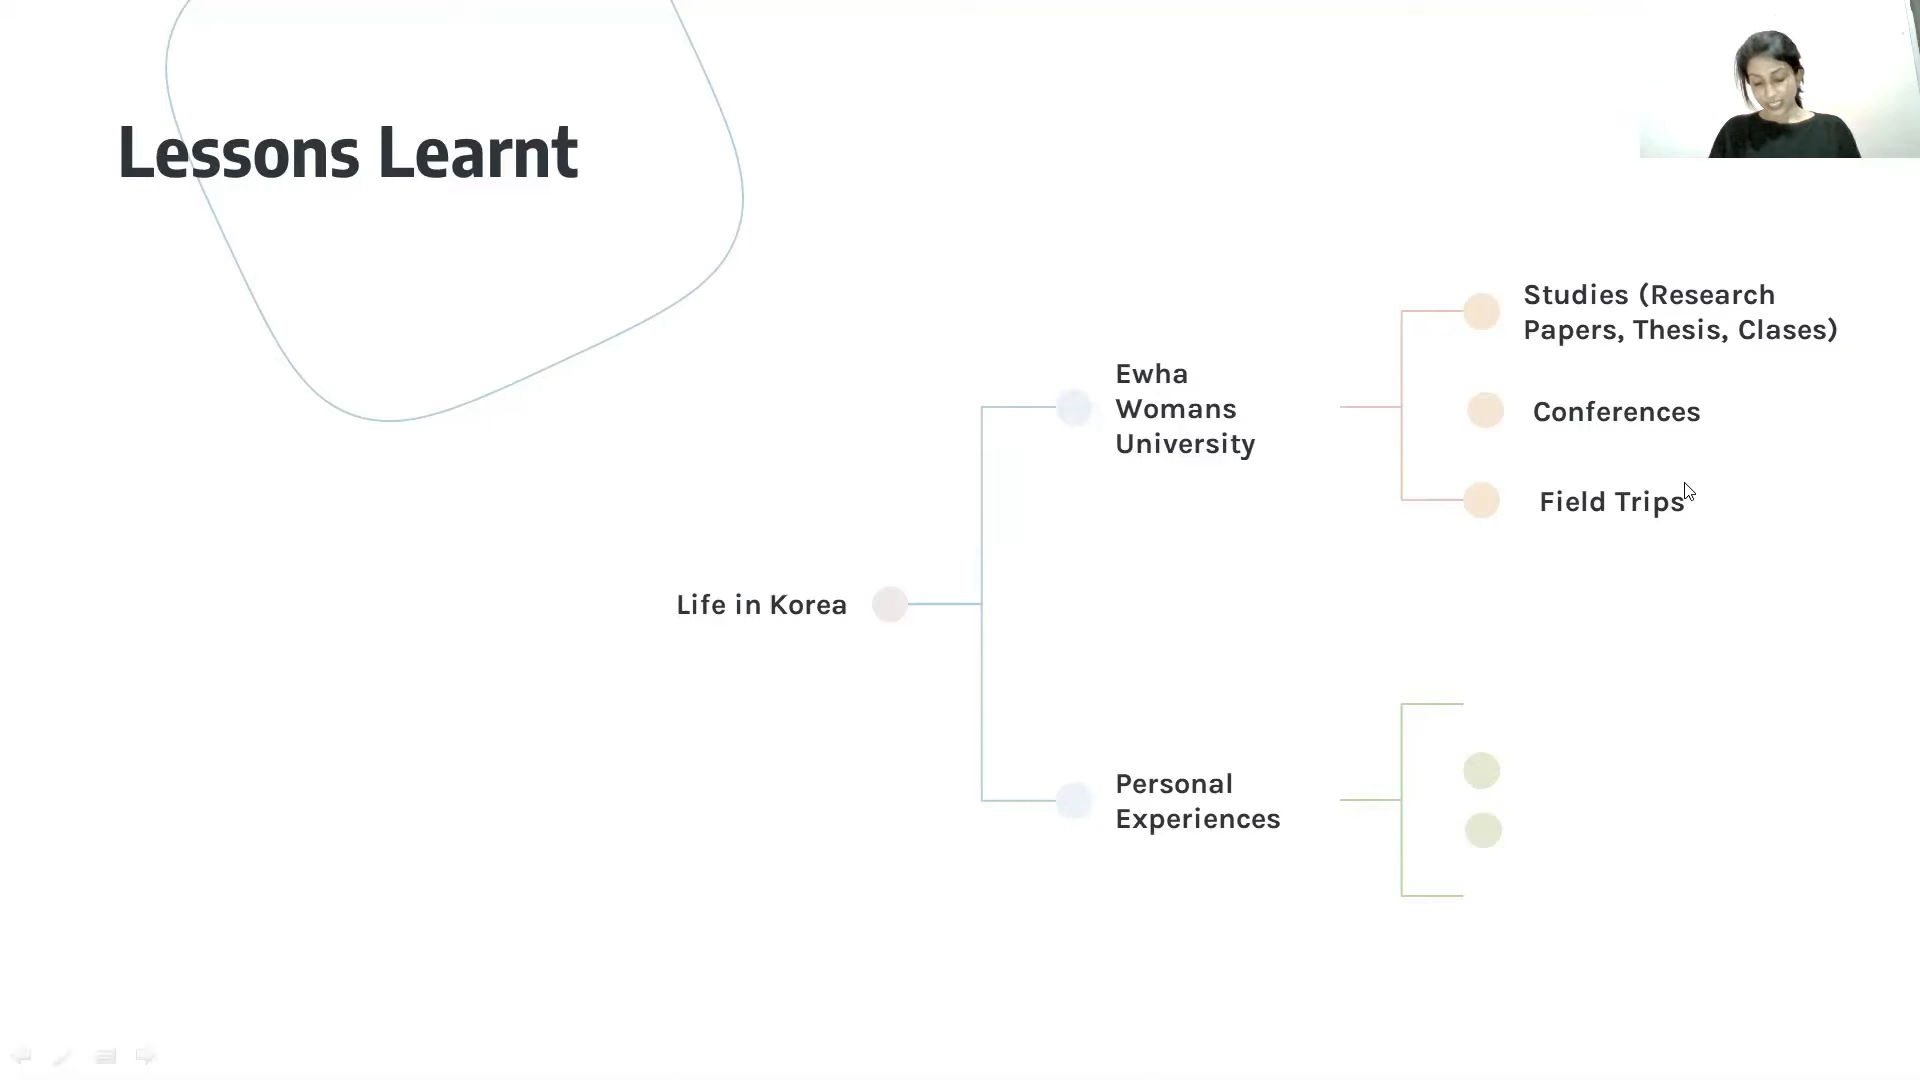 Lessons Learnt
Studies (Research
Papers, Thesis, Clases)
Ewha
Womans
University
Conferences
Field Trips
Life in Korea
Personal
Experiences